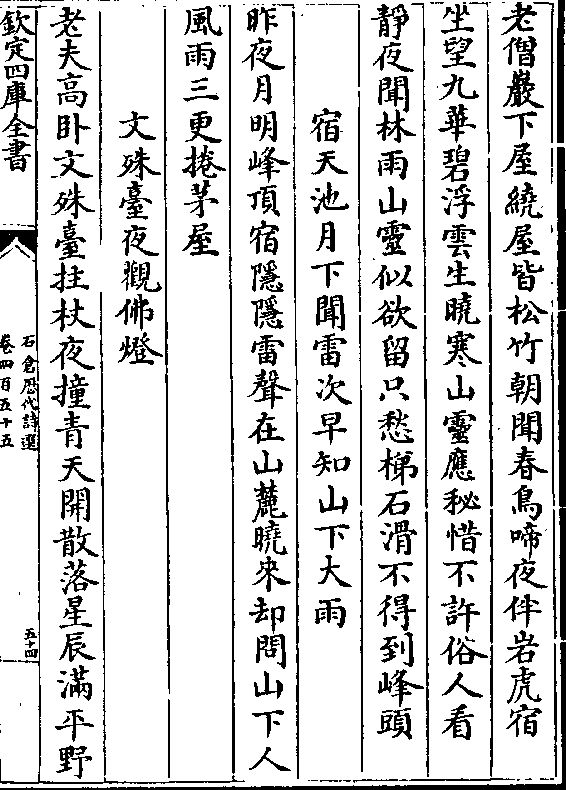 老僧巖下屋繞屋皆松竹朝聞春鳥啼夜伴岩虎宿
坐望九華碧浮雲生曉寒山靈應秘惜不許俗人看
靜夜聞林雨山靈似欲留只愁梯石滑不得到峰頭
宿天池月下聞雷次早知山下大雨
昨夜月明峰頂宿隱隱雷聲在山麓曉來却問山下人
風雨三更捲茅屋
文殊臺夜觀佛燈
老夫高卧文殊臺拄杖夜撞青天開散落星辰滿平野
欽定四庫全書
石倉歷代詩選
卷四百五十五
五十四